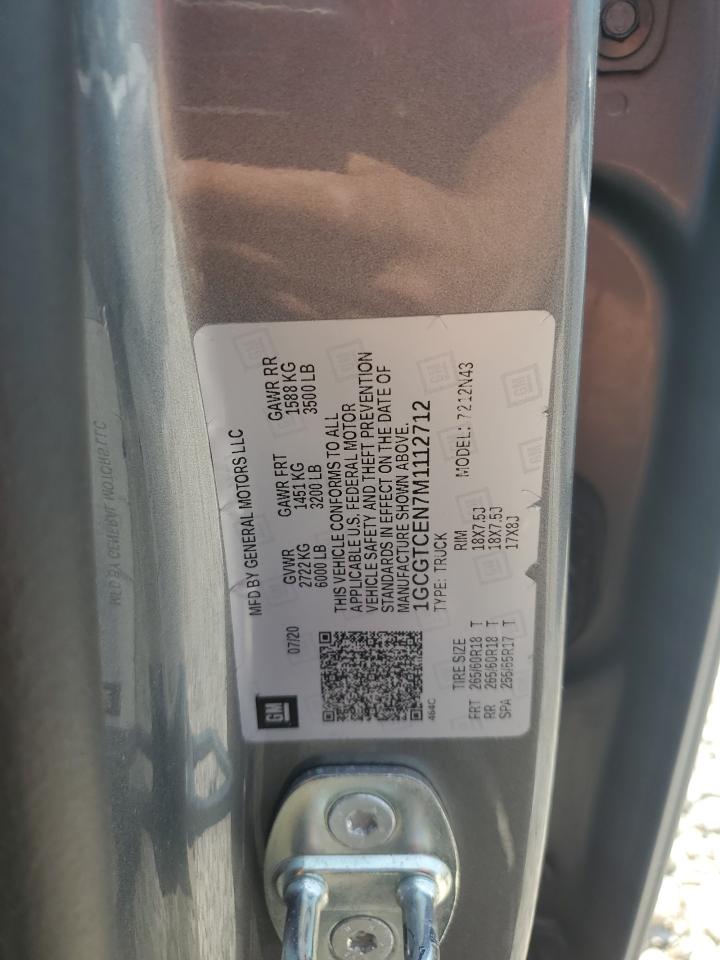 GM
MFD BY GENERAL MOTORS LLC
07/20
GVWR GAWR FRT GAWR RR
2722 KG 1451 KG 1588 KG
6000 LB 3200 LB 3500 LB
THIS VEHICLE CONFORMS TO ALL
APPLICABLE U.S. FEDERAL MOTOR
VEHICLE SAFETY AND THEFT PREVENTION
STANDARDS IN EFFECT ON THE DATE OF
MANUFACTURE SHOWN ABOVE.
1GCGTCEN7M1112712
464C
TYPE: TRUCK MODEL: 7212N43
TIRE SIZE RIM
FRT 265/60R18 T 18X7.5J
RR 265/60R18 T 18X7.5J
SPA 255/65R17 T 17X8J